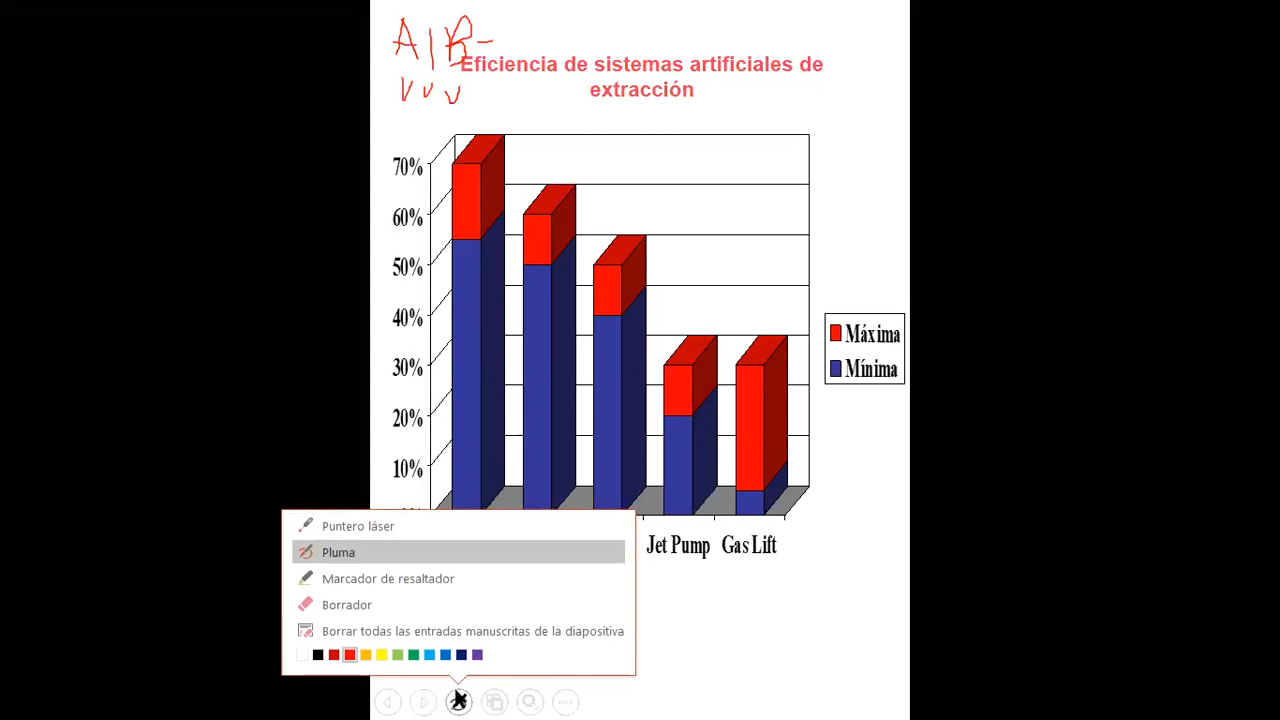 A | B -
Eficiencia de sistemas artificiales de
extracción
70%
60%
50%
40%
30%
20%
10%
Máxima
Mínima
Jet Pump Gas Lift
Puntero láser
Pluma
Marcador de resaltador
Borrador
Borrar todas las entradas manuscritas de la diapositiva